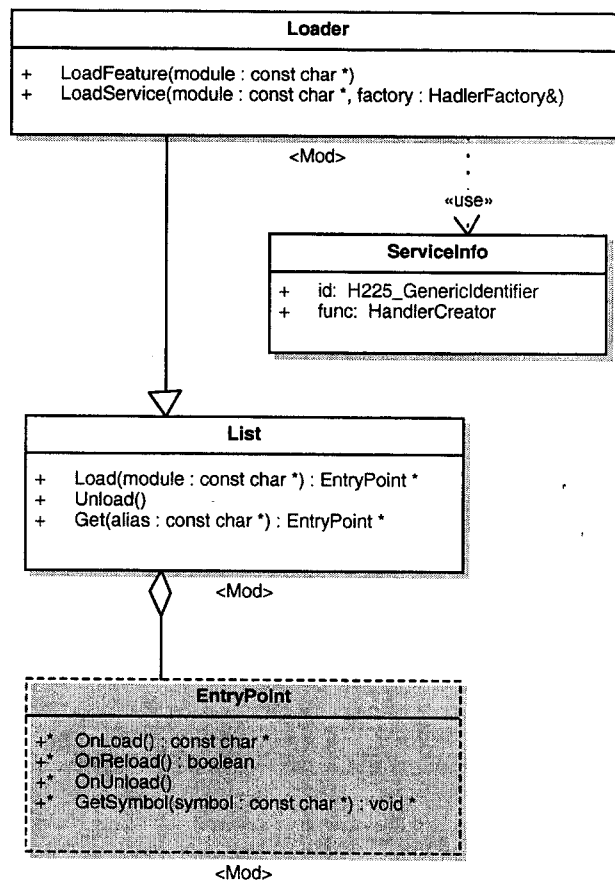 Loader
+ LoadFeature(module : const char *)
+ LoadService(module : const char *, factory : HadlerFactory&)
<Mod>
«use»
ServiceInfo
+ id: H225_GenericIdentifier
+ func: HandlerCreator
List
+ Load(module : const char *) : EntryPoint *
+ Unload()
+ Get(alias : const char *) : EntryPoint *
<Mod>
EntryPoint
+* OnLoad() : const char *
+* OnReload() : boolean
+* OnUnload()
+* GetSymbol(symbol : const char *) : void *
<Mod>